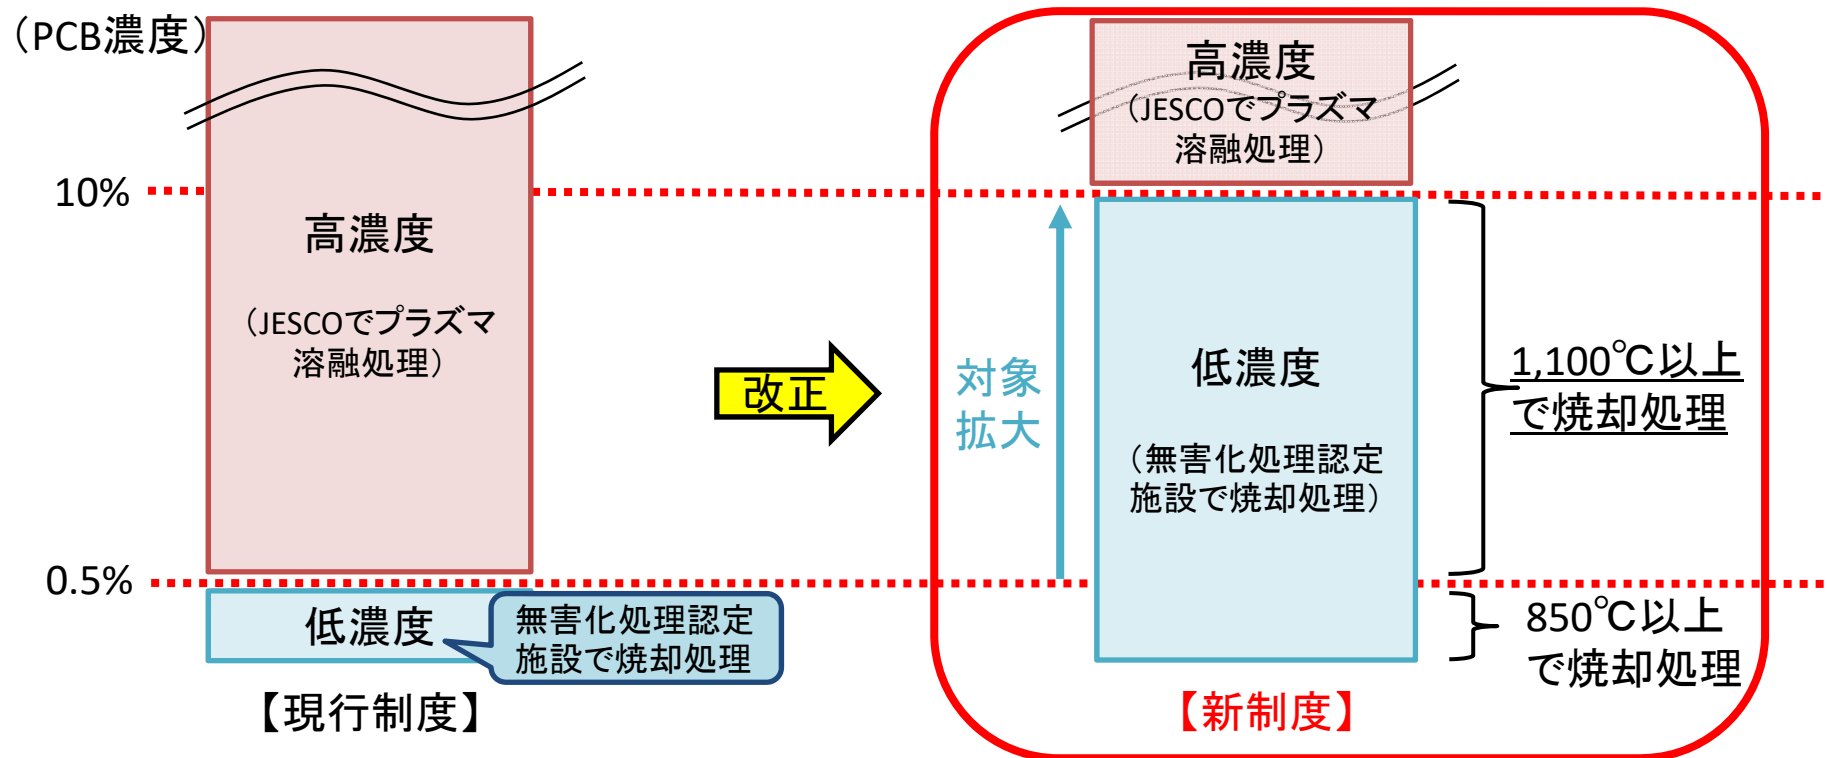 （PCB濃度）
10%
0.5%
高濃度
（JESCOでプラズマ
溶融処理）
低濃度
無害化処理認定
施設で焼却処理
【現行制度】
改正
対象
拡大
高濃度
（JESCOでプラズマ
溶融処理）
低濃度
（無害化処理認定
施設で焼却処理）
1,100℃以上
で焼却処理
850℃以上
で焼却処理
【新制度】